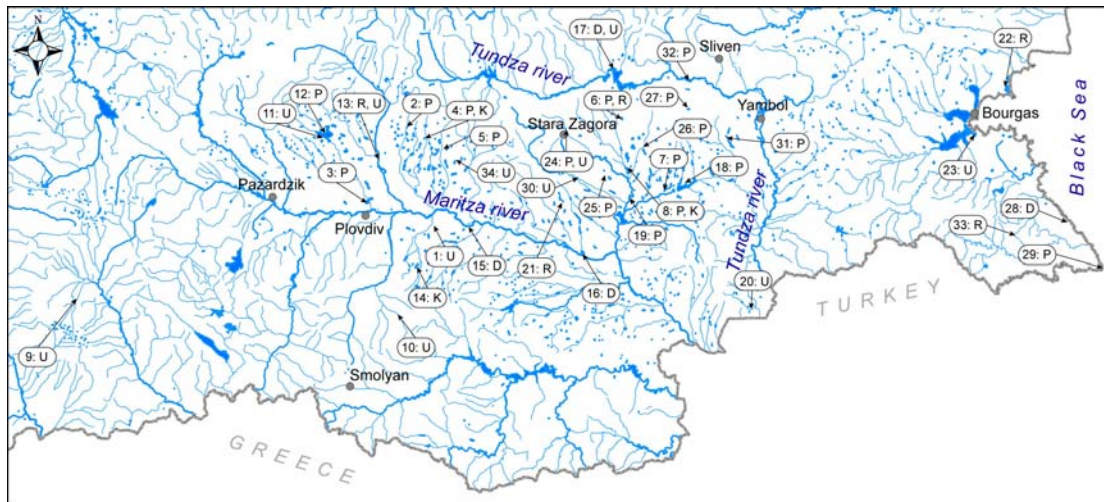 N
17: D, U
32: P
Sliven
22: R
Tundza river
12: P
13: R, U
2: P
4: P, K
6: P, R
27: P
Yambol
Black Sea
11: U
5: P
Stara Zagora
26: P
31: P
Bourgas
3: P
34: U
24: P, U
7: P
18: P
23: U
Pazardzik
30: U
25: P
8: P, K
28: D
Maritza river
Plovdiv
19: P
Tundza river
33: R
1: U
15: D
21: R
16: D
20: U
29: P
14: K
TURKEY
9: U
10: U
Smolyan
GREECE